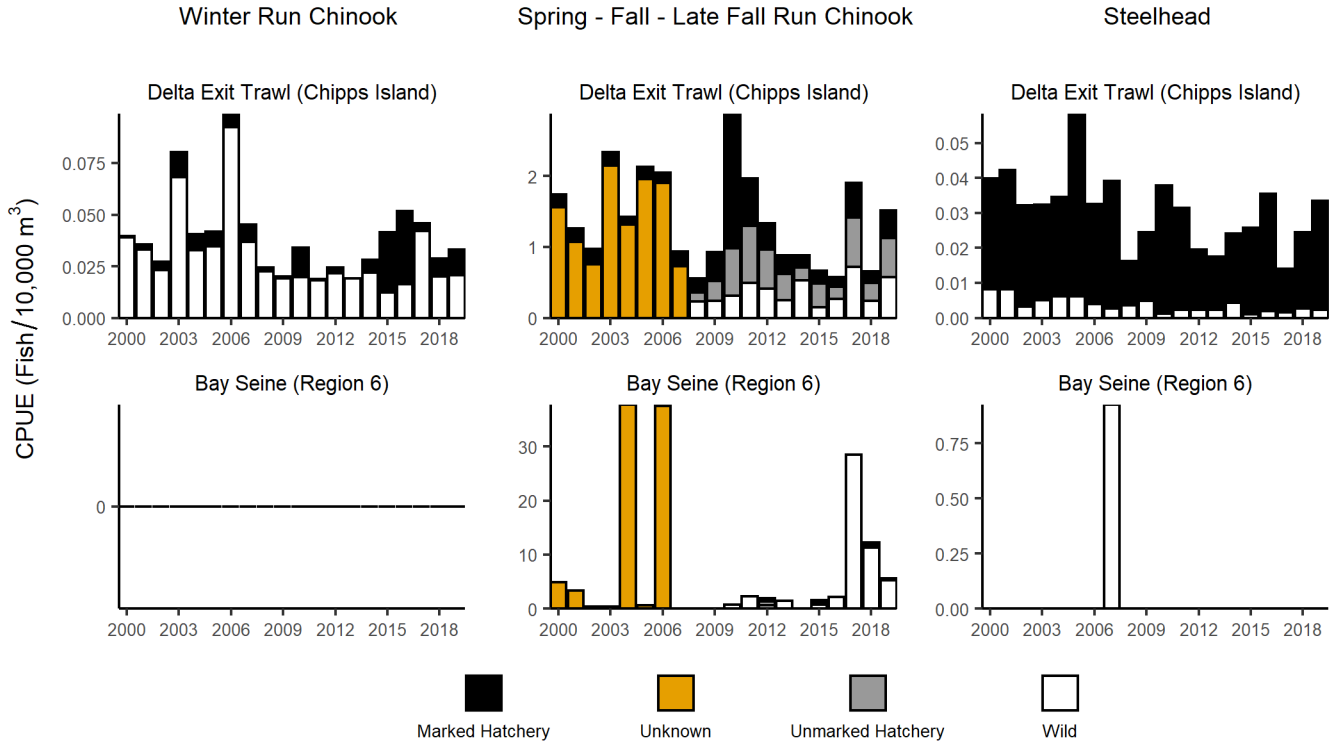 Winter Run Chinook
Spring - Fall - Late Fall Run Chinook
Steelhead
CPUE (Fish/10,000 m³)
Delta Exit Trawl (Chipps Island)
0.075
0.050
0.025
0.000
2000 2003 2006 2009 2012 2015 2018
Delta Exit Trawl (Chipps Island)
2
1
0
2000 2003 2006 2009 2012 2015 2018
Delta Exit Trawl (Chipps Island)
0.05
0.04
0.03
0.02
0.01
0.00
2000 2003 2006 2009 2012 2015 2018
Bay Seine (Region 6)
0
2000 2003 2006 2009 2012 2015 2018
Bay Seine (Region 6)
30
20
10
0
2000 2003 2006 2009 2012 2015 2018
Bay Seine (Region 6)
0.75
0.50
0.25
0.00
2000 2003 2006 2009 2012 2015 2018
Marked Hatchery
Unknown
Unmarked Hatchery
Wild